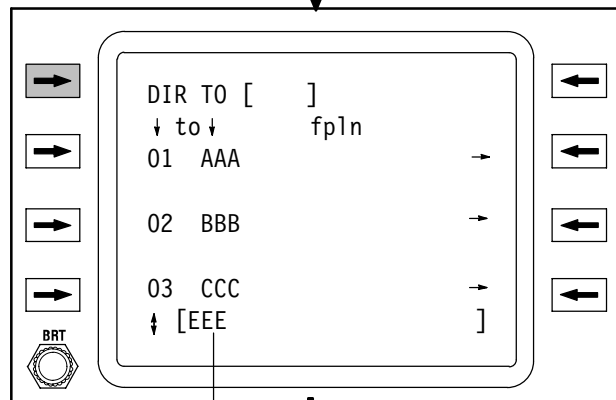 DIR TO [ ]
↓ to ↓ fpln
01 AAA →
02 BBB →
03 CCC →
↕ [EEE ]
BRT